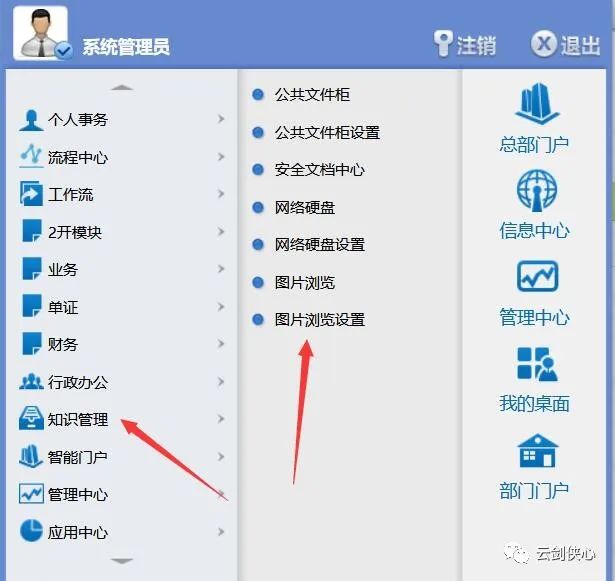 系统管理员
注销
退出
个人事务
流程中心
工作流
2开模块
业务
单证
财务
行政办公
知识管理
智能门户
管理中心
应用中心
公共文件柜
公共文件柜设置
安全文档中心
网络硬盘
网络硬盘设置
图片浏览
图片浏览设置
总部门户
信息中心
管理中心
我的桌面
部门门户
云剑侠心